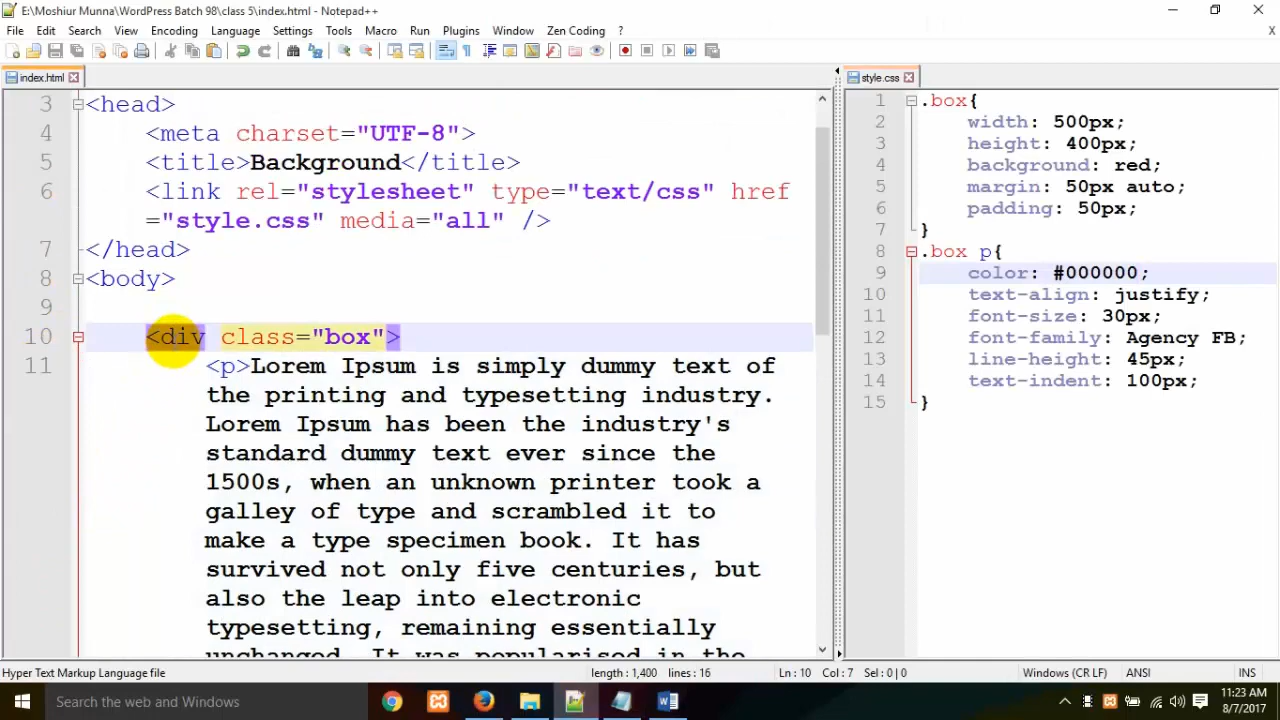 E:\Moshiur Munna\WordPress Batch 98\class 5\index.html - Notepad++
File Edit Search View Encoding Language Settings Tools Macro Run Plugins Window Zen Coding ?
X
index.html
style.css
3 <head>
4 <meta charset="UTF-8">
5 <title>Background</title>
6 <link rel="stylesheet" type="text/css" href
="style.css" media="all" />
7 </head>
8 <body>
9
10 <div class="box">
11 <p>Lorem Ipsum is simply dummy text of
the printing and typesetting industry.
Lorem Ipsum has been the industry's
standard dummy text ever since the
1500s, when an unknown printer took a
galley of type and scrambled it to
make a type specimen book. It has
survived not only five centuries, but
also the leap into electronic
typesetting, remaining essentially
unchanged. It was popularised in the
1 .box{
2 width: 500px;
3 height: 400px;
4 background: red;
5 margin: 50px auto;
6 padding: 50px;
7 }
8 .box p{
9 color: #000000;
10 text-align: justify;
11 font-size: 30px;
12 font-family: Agency FB;
13 line-height: 45px;
14 text-indent: 100px;
15 }
Hyper Text Markup Language file length : 1,400 lines : 16 Ln : 10 Col : 7 Sel : 0 | 0 Windows (CR LF) ANSI INS
Search the web and Windows
11:23 AM
8/7/2017